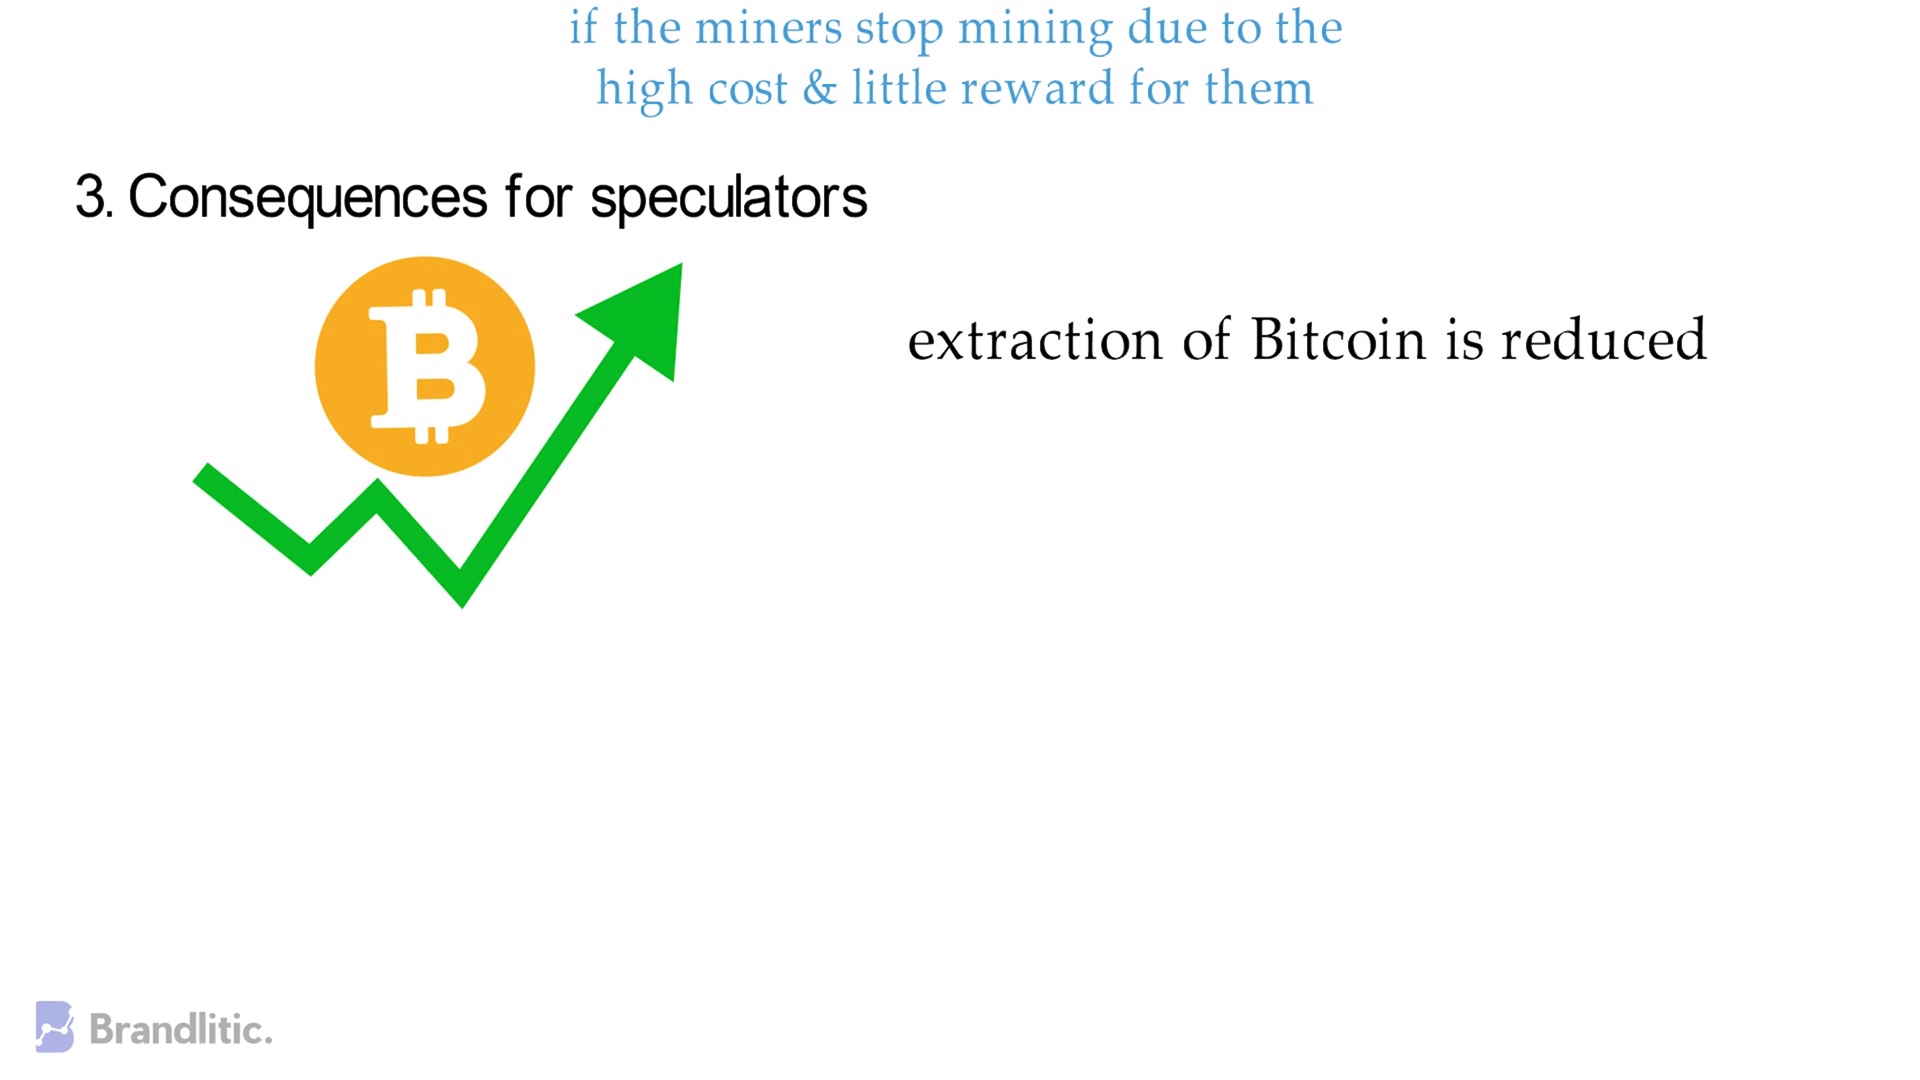 if the miners stop mining due to the
high cost & little reward for them
3. Consequences for speculators
extraction of Bitcoin is reduced
Brandlitic.